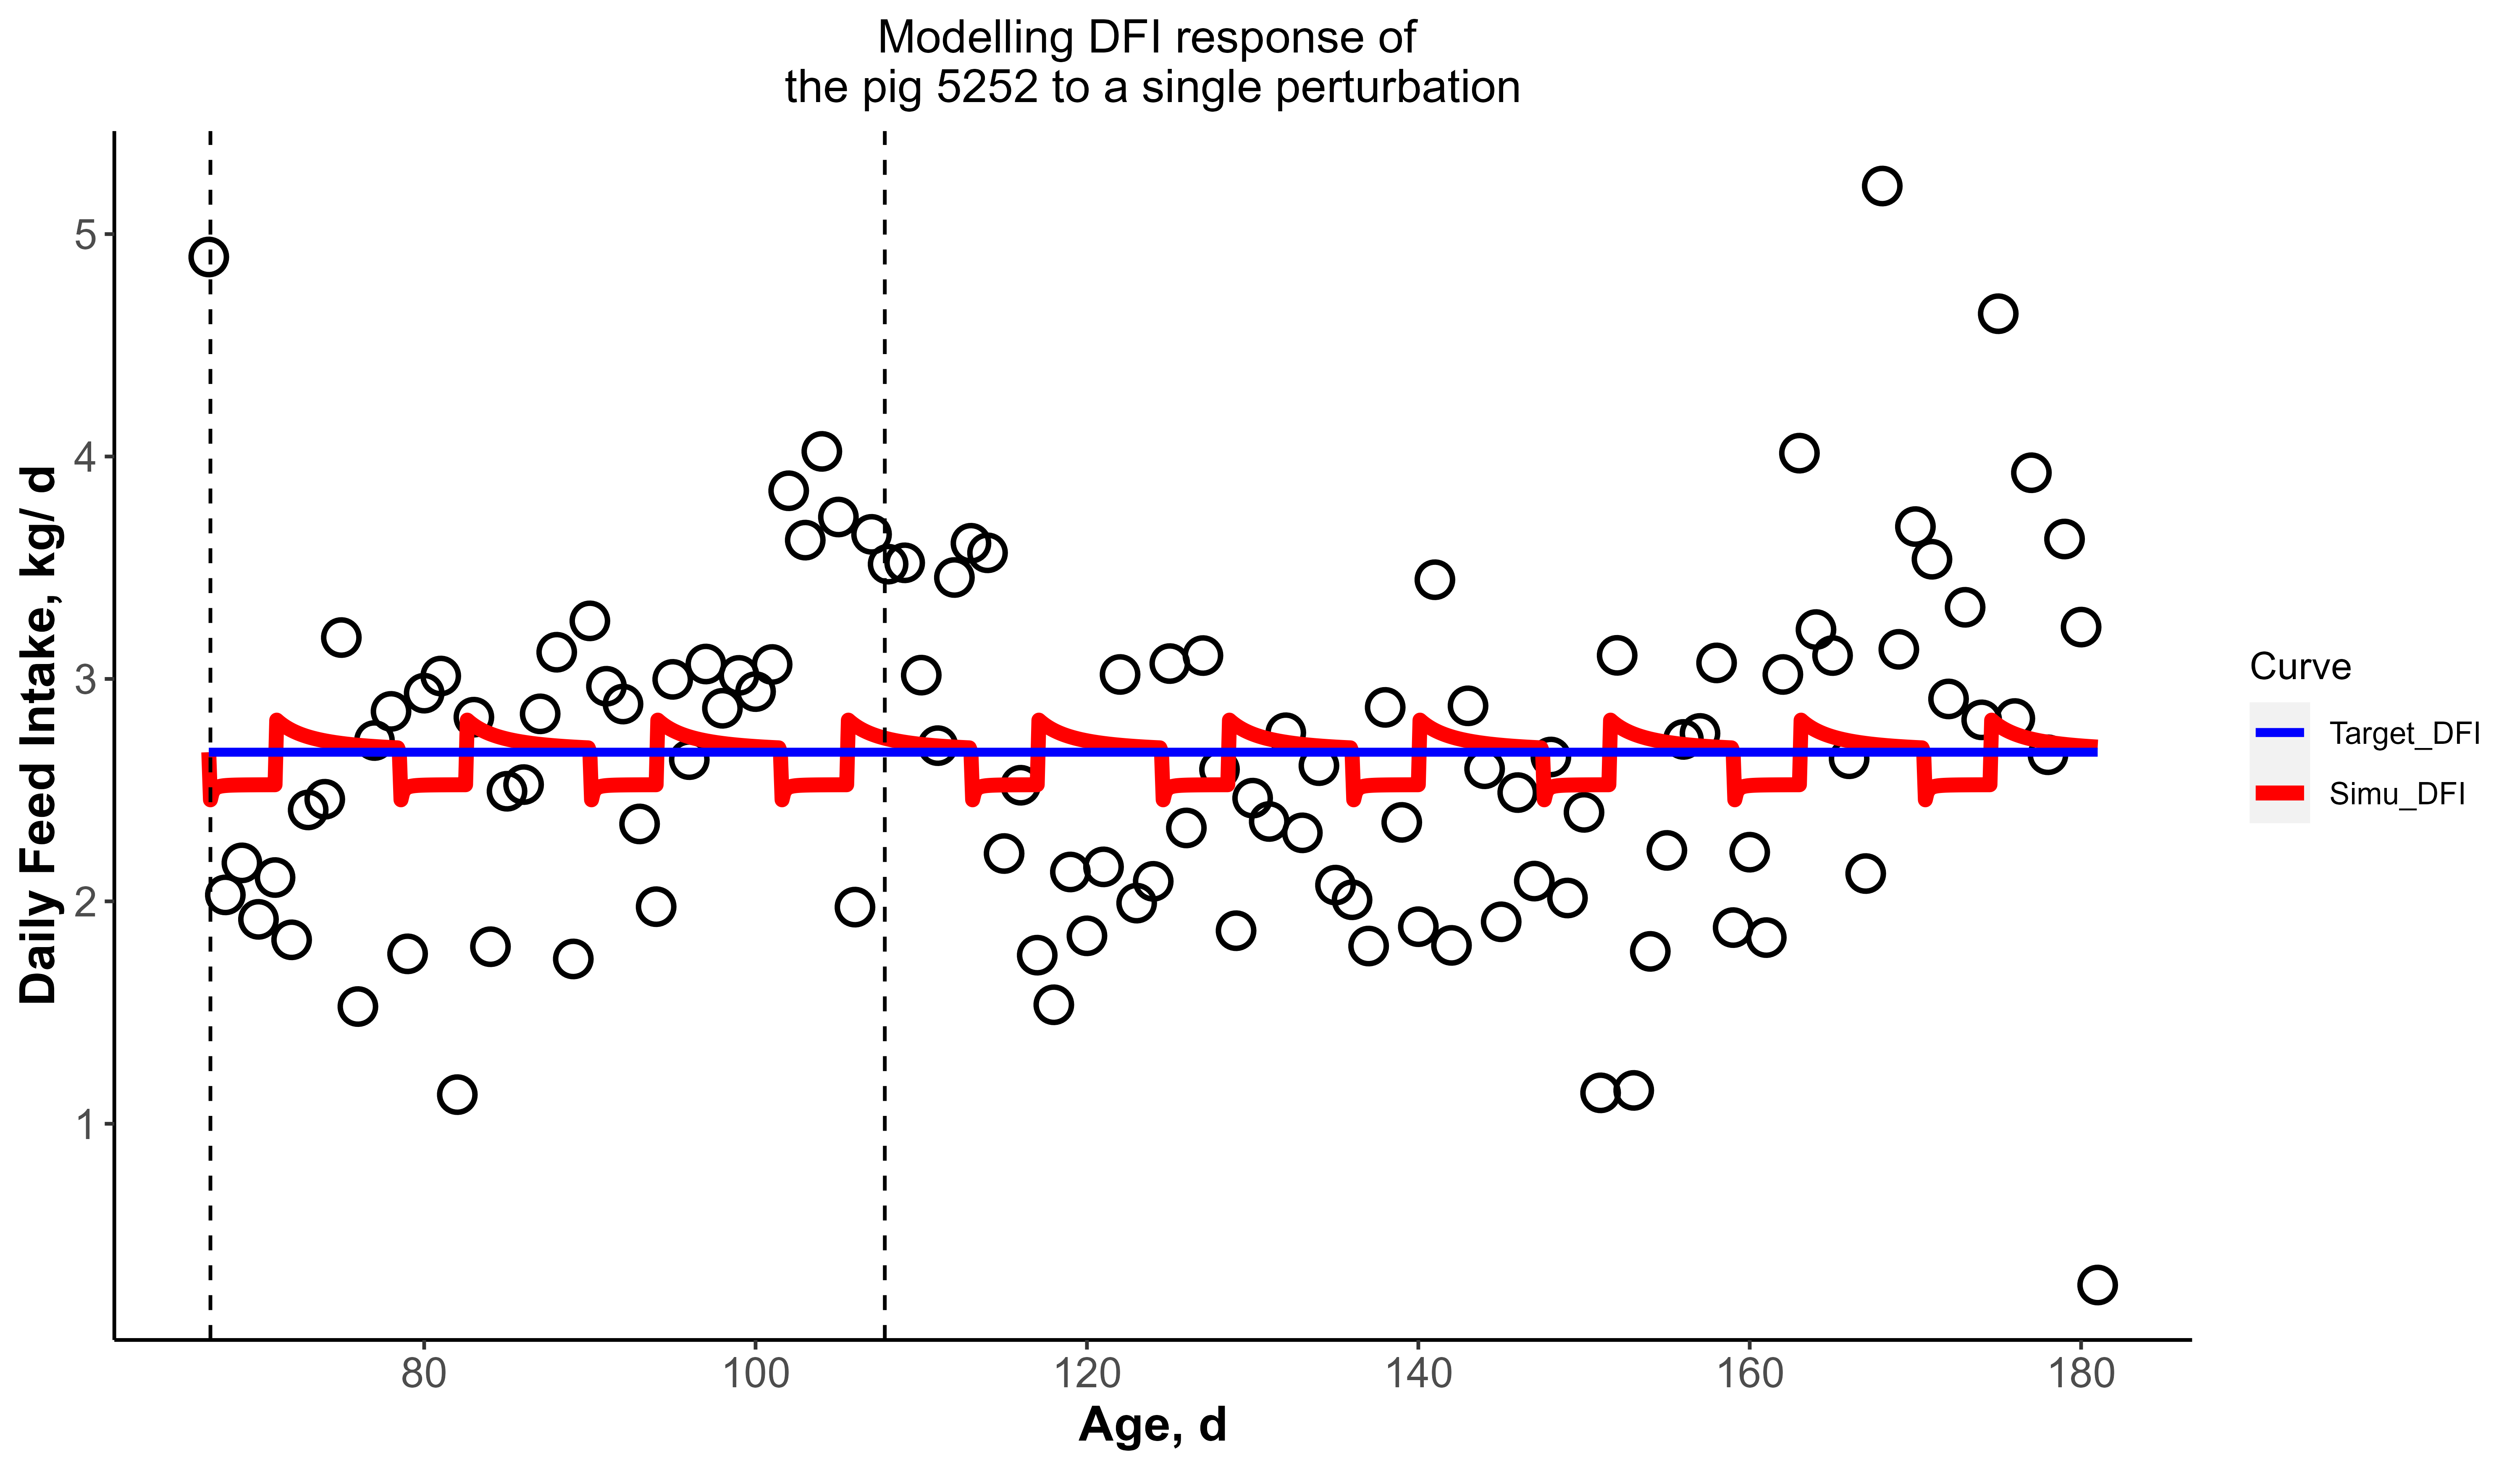 Modelling DFI response of
the pig 5252 to a single perturbation
Daily Feed Intake, kg/ d
5
4
3
2
1
80 100 120 140 160 180
Age, d
Curve
Target_DFI
Simu_DFI